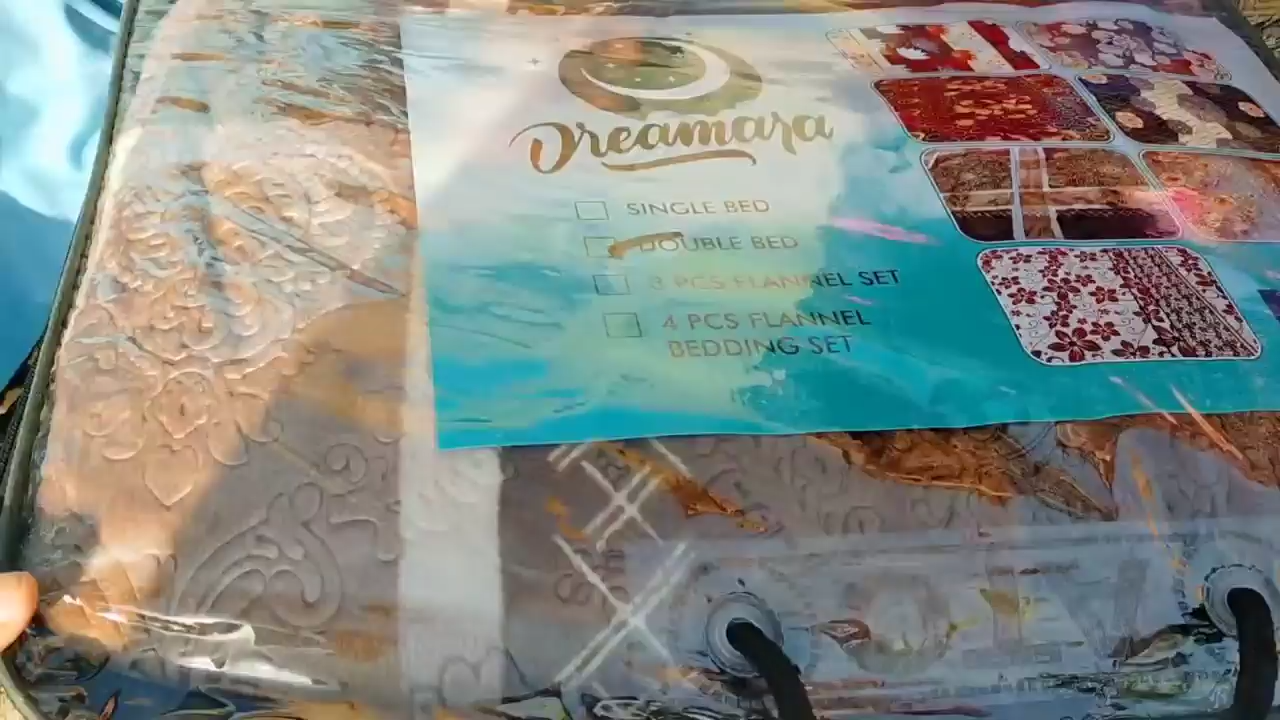 Dreamara
SINGLE BED
DOUBLE BED
3 PCS FLANNEL SET
4 PCS FLANNEL
BEDDING SET